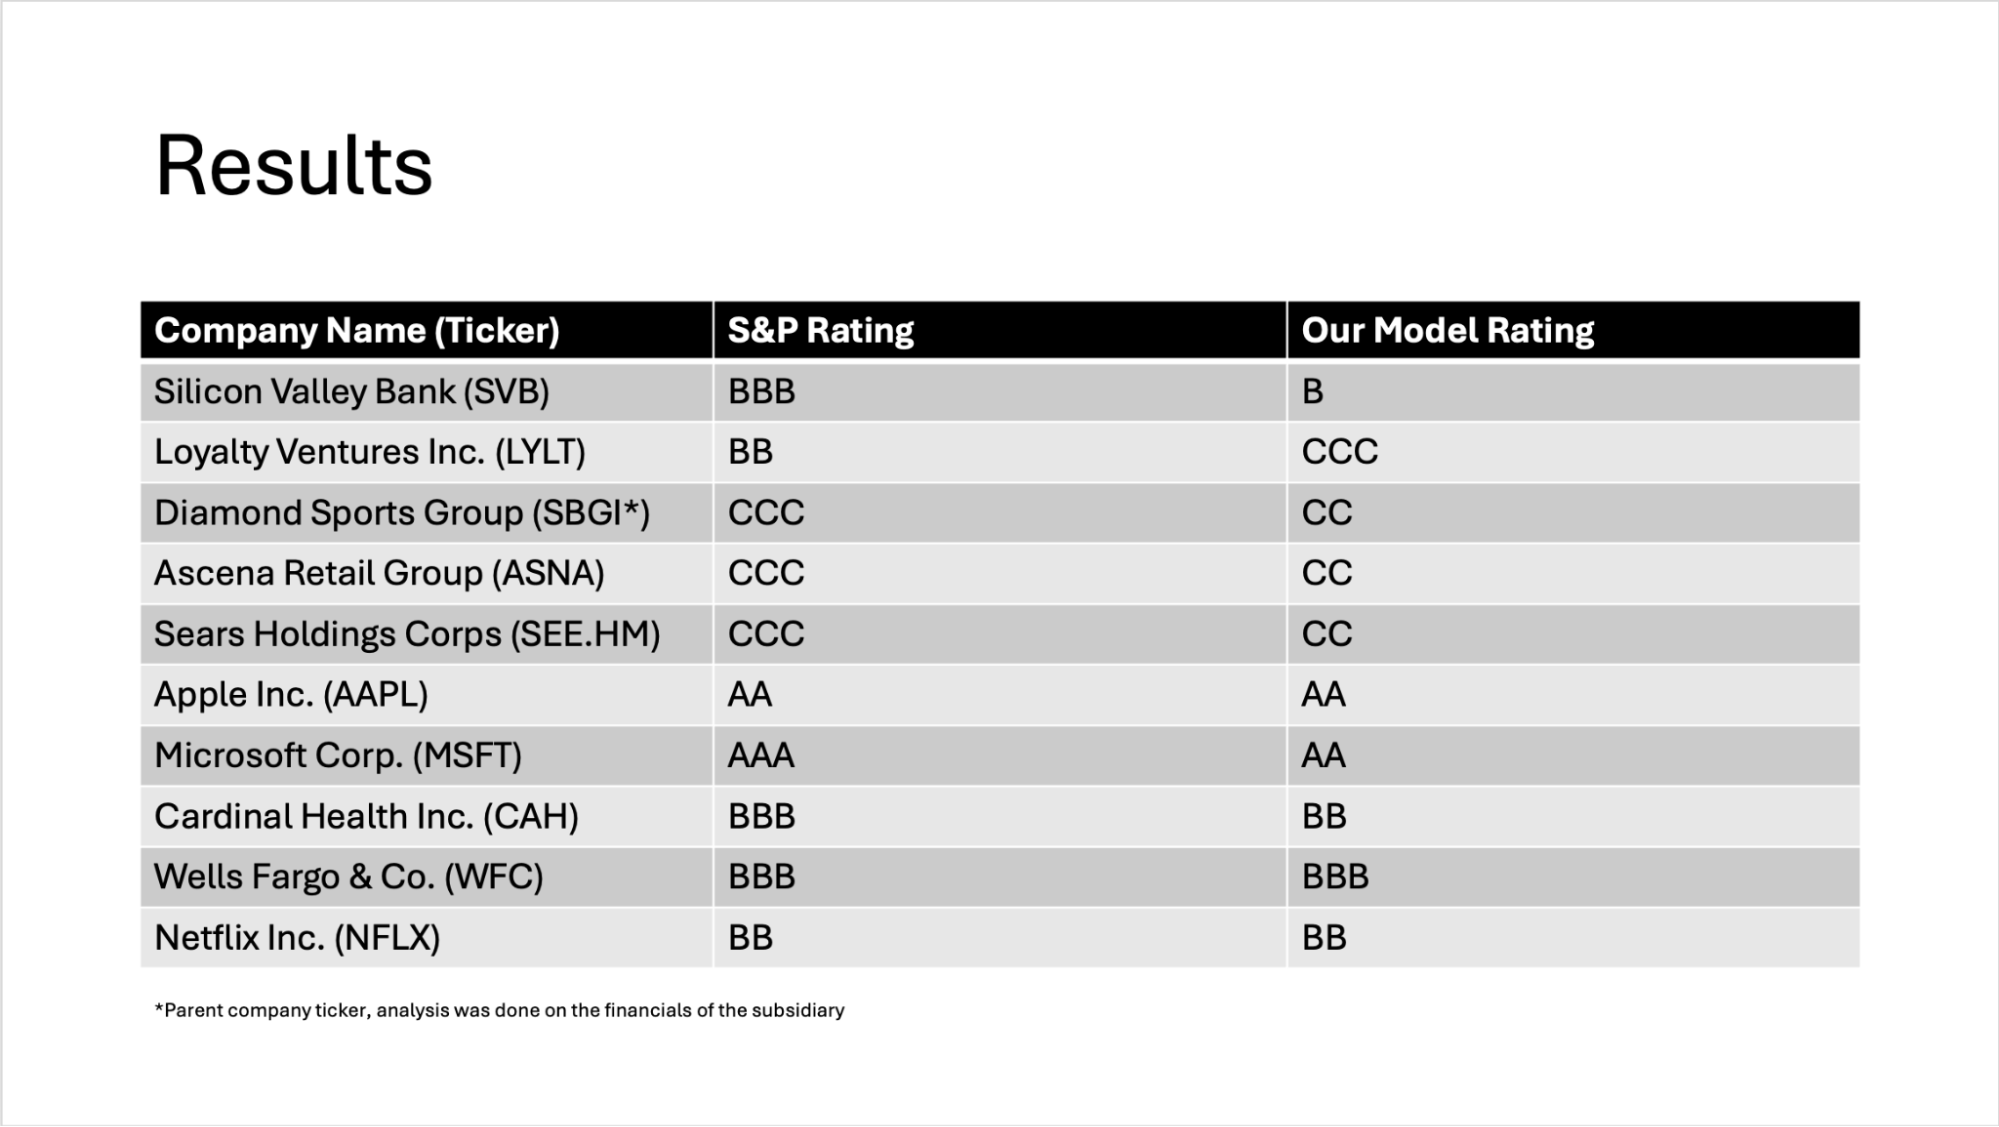 Results
Company Name (Ticker) S&P Rating Our Model Rating
Silicon Valley Bank (SVB) BBB B
Loyalty Ventures Inc. (LYLT) BB CCC
Diamond Sports Group (SBGI*) CCC CC
Ascena Retail Group (ASNA) CCC CC
Sears Holdings Corps (SEE.HM) CCC CC
Apple Inc. (AAPL) AA AA
Microsoft Corp. (MSFT) AAA AA
Cardinal Health Inc. (CAH) BBB BB
Wells Fargo & Co. (WFC) BBB BBB
Netflix Inc. (NFLX) BB BB
*Parent company ticker, analysis was done on the financials of the subsidiary